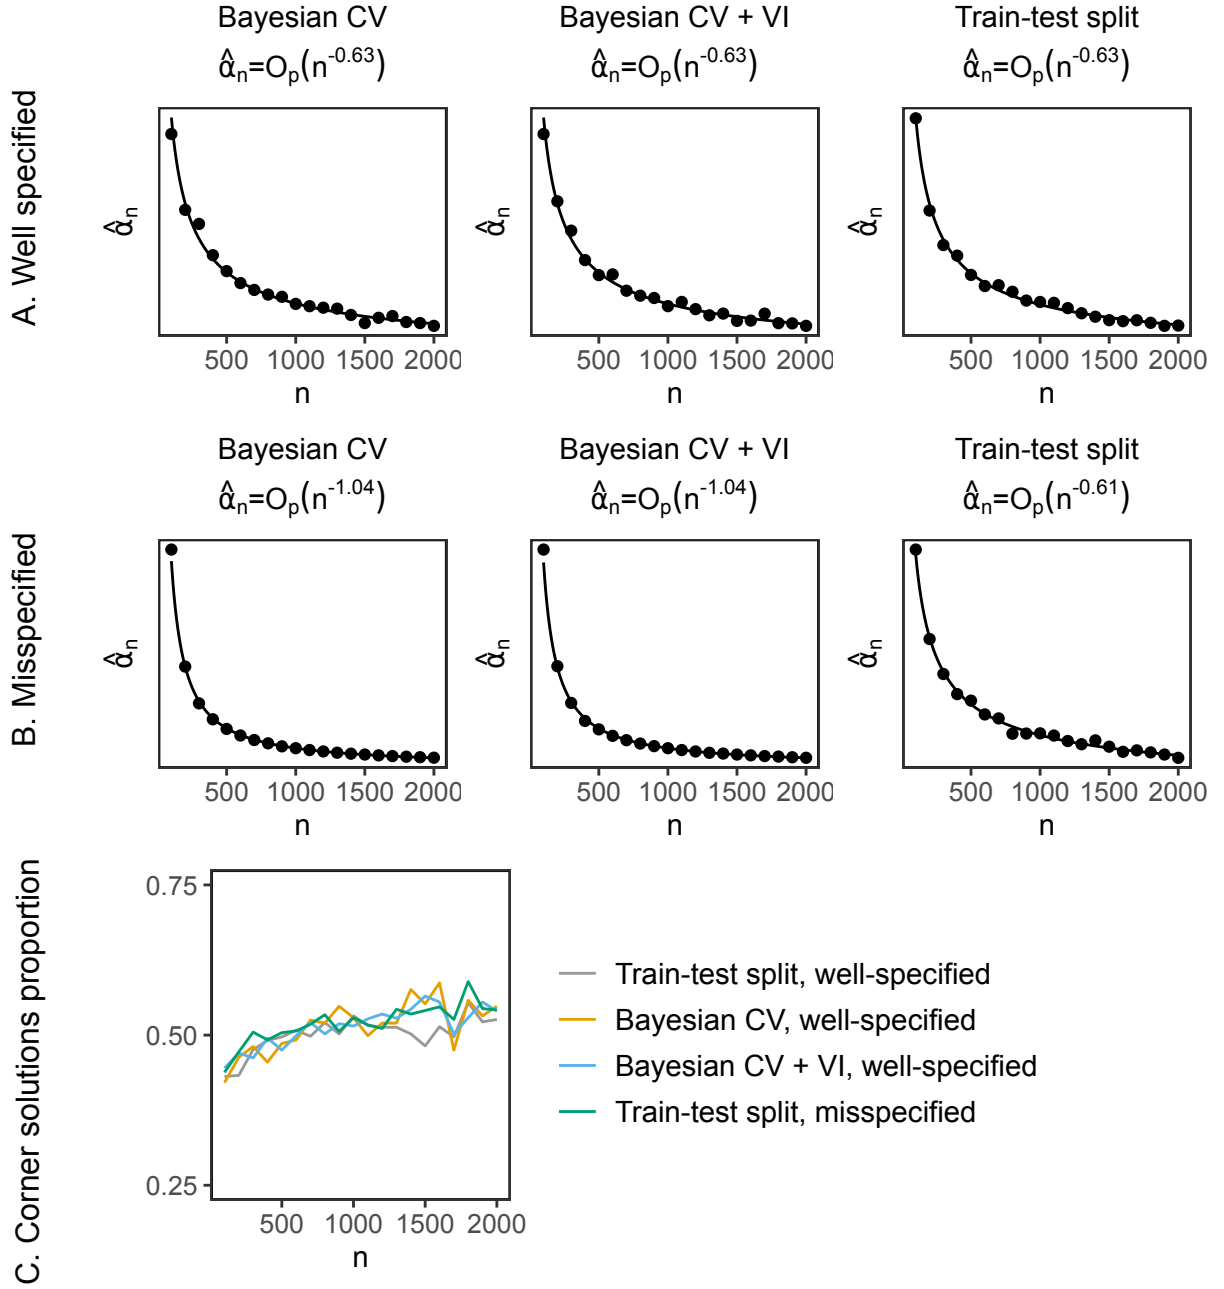 A. Well specified
Bayesian CV
α̂ₙ=Oₚ(n^-0.63)
α̂ₙ
500 1000 1500 2000
n
Bayesian CV + VI
α̂ₙ=Oₚ(n^-0.63)
α̂ₙ
500 1000 1500 2000
n
Train-test split
α̂ₙ=Oₚ(n^-0.63)
α̂ₙ
500 1000 1500 2000
n
B. Misspecified
Bayesian CV
α̂ₙ=Oₚ(n^-1.04)
α̂ₙ
500 1000 1500 2000
n
Bayesian CV + VI
α̂ₙ=Oₚ(n^-1.04)
α̂ₙ
500 1000 1500 2000
n
Train-test split
α̂ₙ=Oₚ(n^-0.61)
α̂ₙ
500 1000 1500 2000
n
C. Corner solutions proportion
0.75
0.50
0.25
500 1000 1500 2000
n
Train-test split, well-specified
Bayesian CV, well-specified
Bayesian CV + VI, well-specified
Train-test split, misspecified